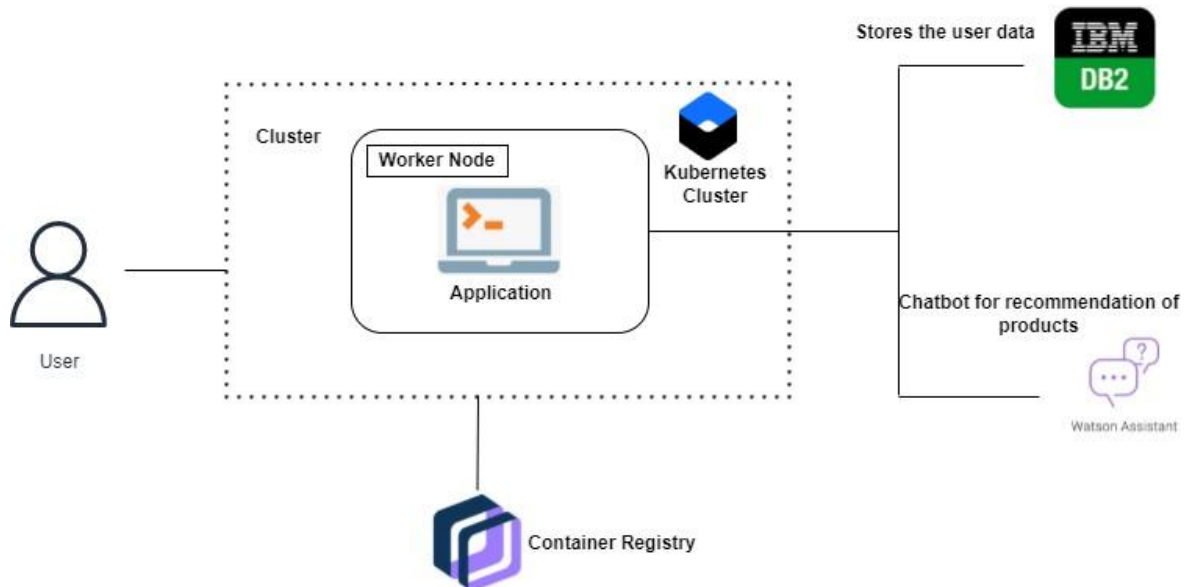 Stores the user data
IBM
DB2
Cluster
Worker Node
Kubernetes
Cluster
Application
User
Chatbot for recommendation of
products
?
Watson Assistant
Container Registry